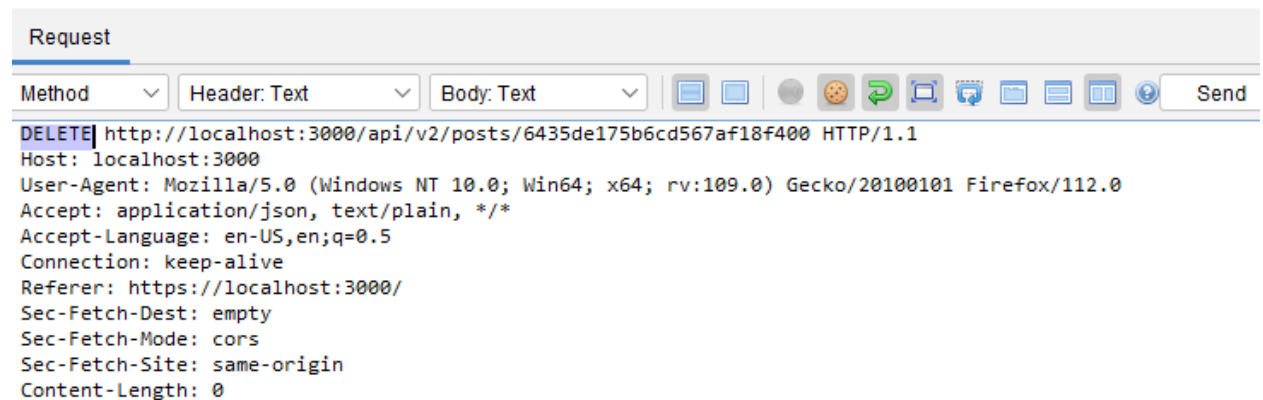 Request
Method Header: Text Body: Text Send
DELETE http://localhost:3000/api/v2/posts/6435de175b6cd567af18f400 HTTP/1.1
Host: localhost:3000
User-Agent: Mozilla/5.0 (Windows NT 10.0; Win64; x64; rv:109.0) Gecko/20100101 Firefox/112.0
Accept: application/json, text/plain, */*
Accept-Language: en-US,en;q=0.5
Connection: keep-alive
Referer: https://localhost:3000/
Sec-Fetch-Dest: empty
Sec-Fetch-Mode: cors
Sec-Fetch-Site: same-origin
Content-Length: 0